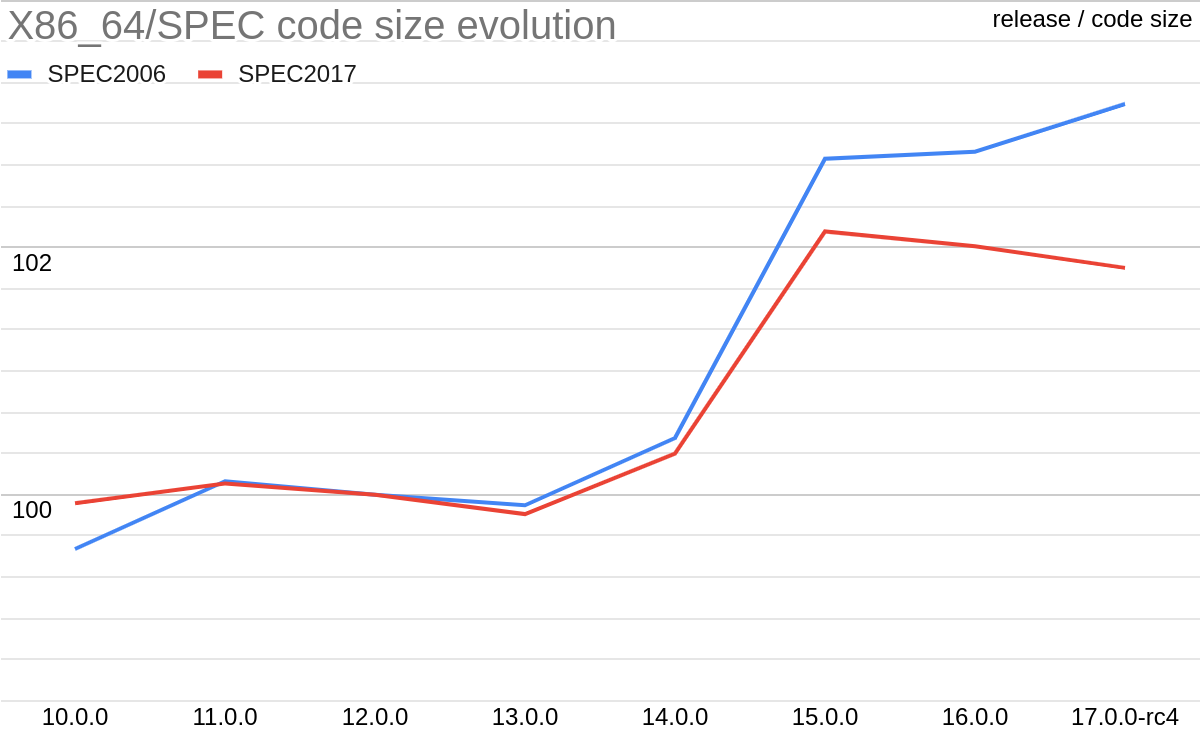 X86_64/SPEC code size evolution
release / code size
SPEC2006 SPEC2017
102
100
10.0.0 11.0.0 12.0.0 13.0.0 14.0.0 15.0.0 16.0.0 17.0.0-rc4